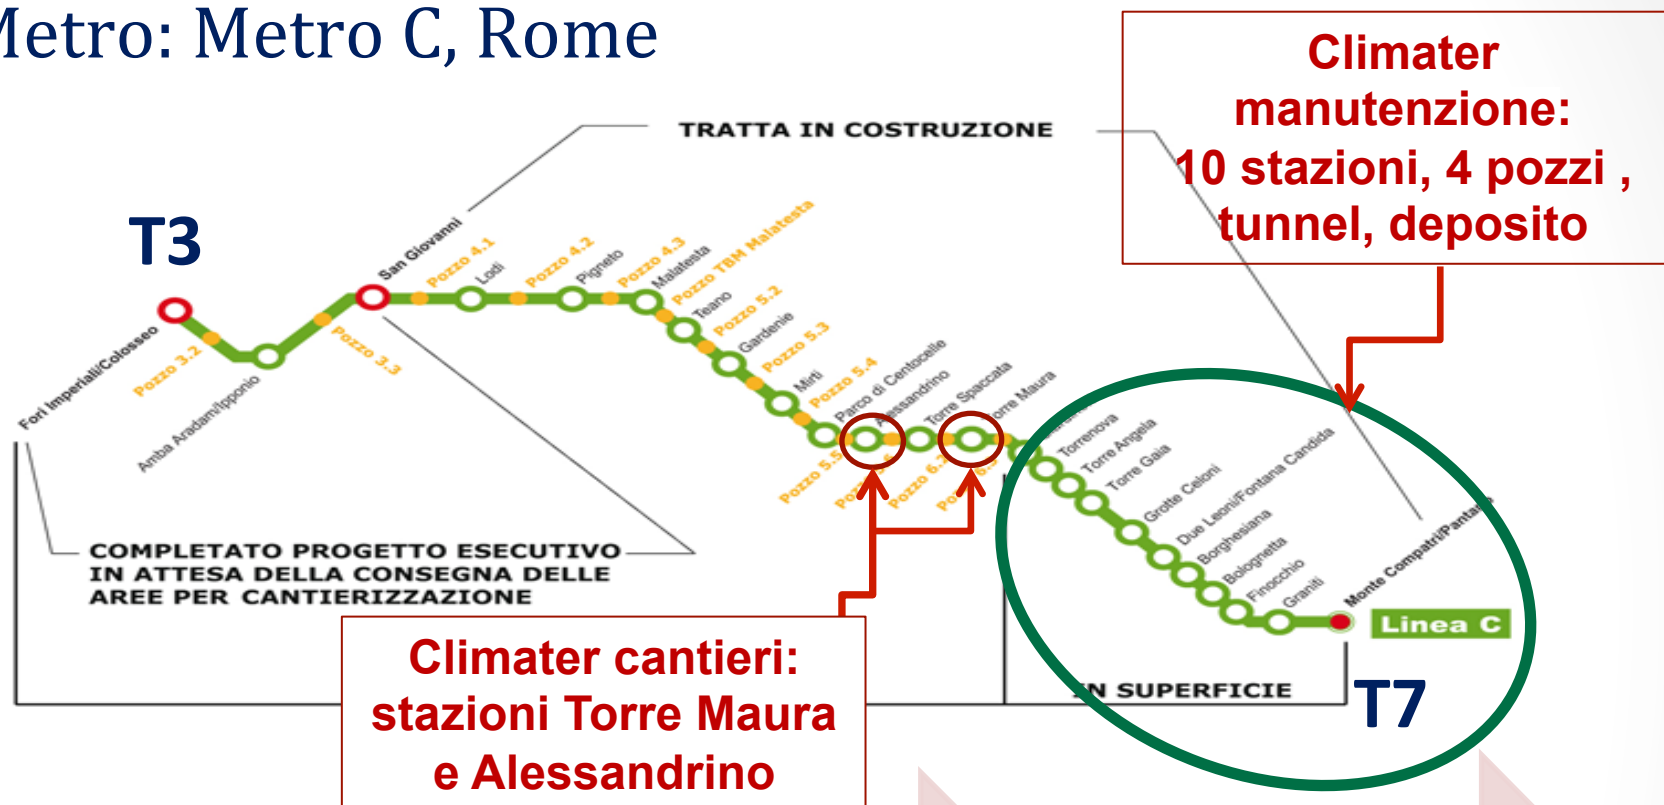 Metro: Metro C, Rome
Climater
manutenzione:
10 stazioni, 4 pozzi ,
tunnel, deposito
TRATTA IN COSTRUZIONE
T3
San Giovanni
Pozzo 4.1
Lodi
Pozzo 4.2
Pigneto
Pozzo 4.3
Malatesta
Pozzo TBM Malatesta
Teano
Pozzo 5.2
Gardenie
Pozzo 5.3
Mirti
Pozzo 5.4
Parco di Centocelle
Alessandrino
Torre Spaccata
Torre Maura
Fori Imperiali/Colosseo
Pozzo 3.2
Amba Aradam/Ipponio
Pozzo 3.3
Pozzo 5.5
Pozzo 6.2
Torrenova
Torre Angela
Torre Gaia
Grotte Celoni
Due Leoni/Fontana Candida
Borghesiana
Bolognetta
Finocchio
Graniti
Monte Compatri/Pantano
Linea C
COMPLETATO PROGETTO ESECUTIVO
IN ATTESA DELLA CONSEGNA DELLE
AREE PER CANTIERIZZAZIONE
IN SUPERFICIE
T7
Climater cantieri:
stazioni Torre Maura
e Alessandrino